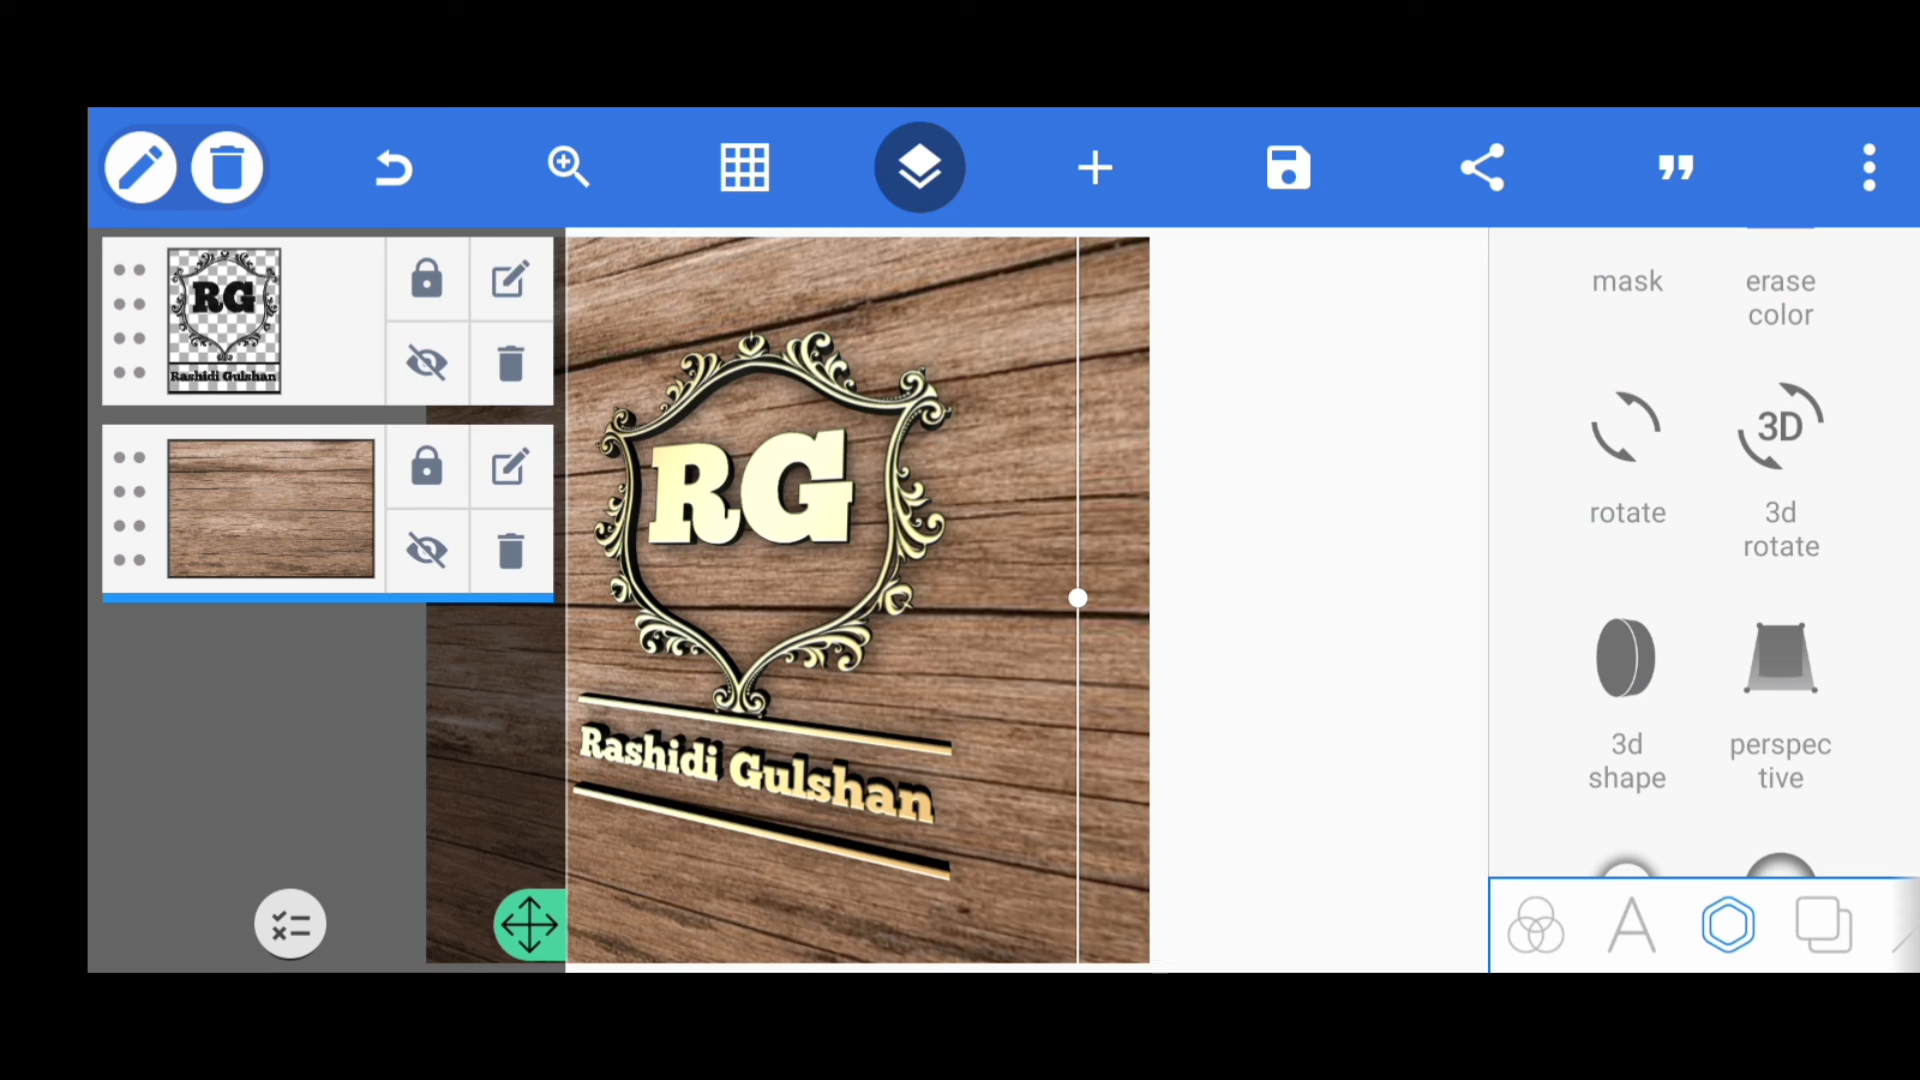 RG
Rashidi Gulshan
RG
Rashidi Gulshan
mask
erase
color
3D
rotate
3d
rotate
3d
shape
perspec
tive
A